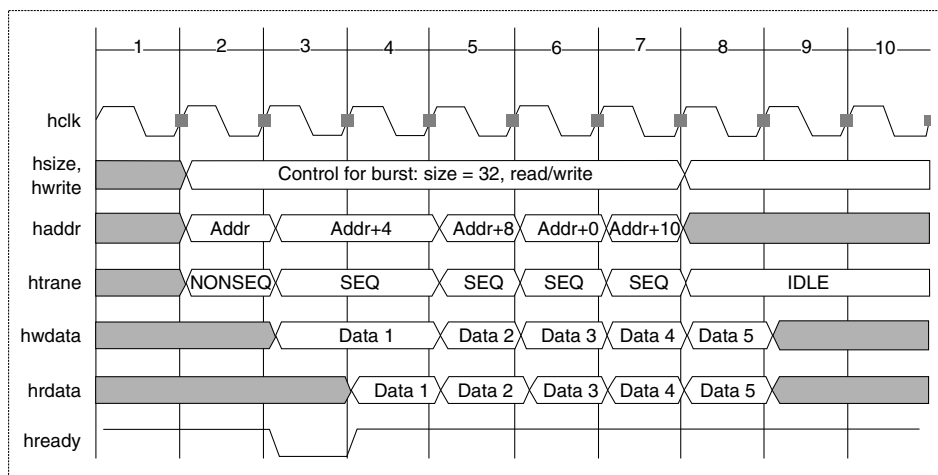 1 2 3 4 5 6 7 8 9 10
hclk
hsize,
hwrite
Control for burst: size = 32, read/write
haddr Addr Addr+4 Addr+8 Addr+0 Addr+10
htrane NONSEQ SEQ SEQ SEQ SEQ IDLE
hwdata Data 1 Data 2 Data 3 Data 4 Data 5
hrdata Data 1 Data 2 Data 3 Data 4 Data 5
hready